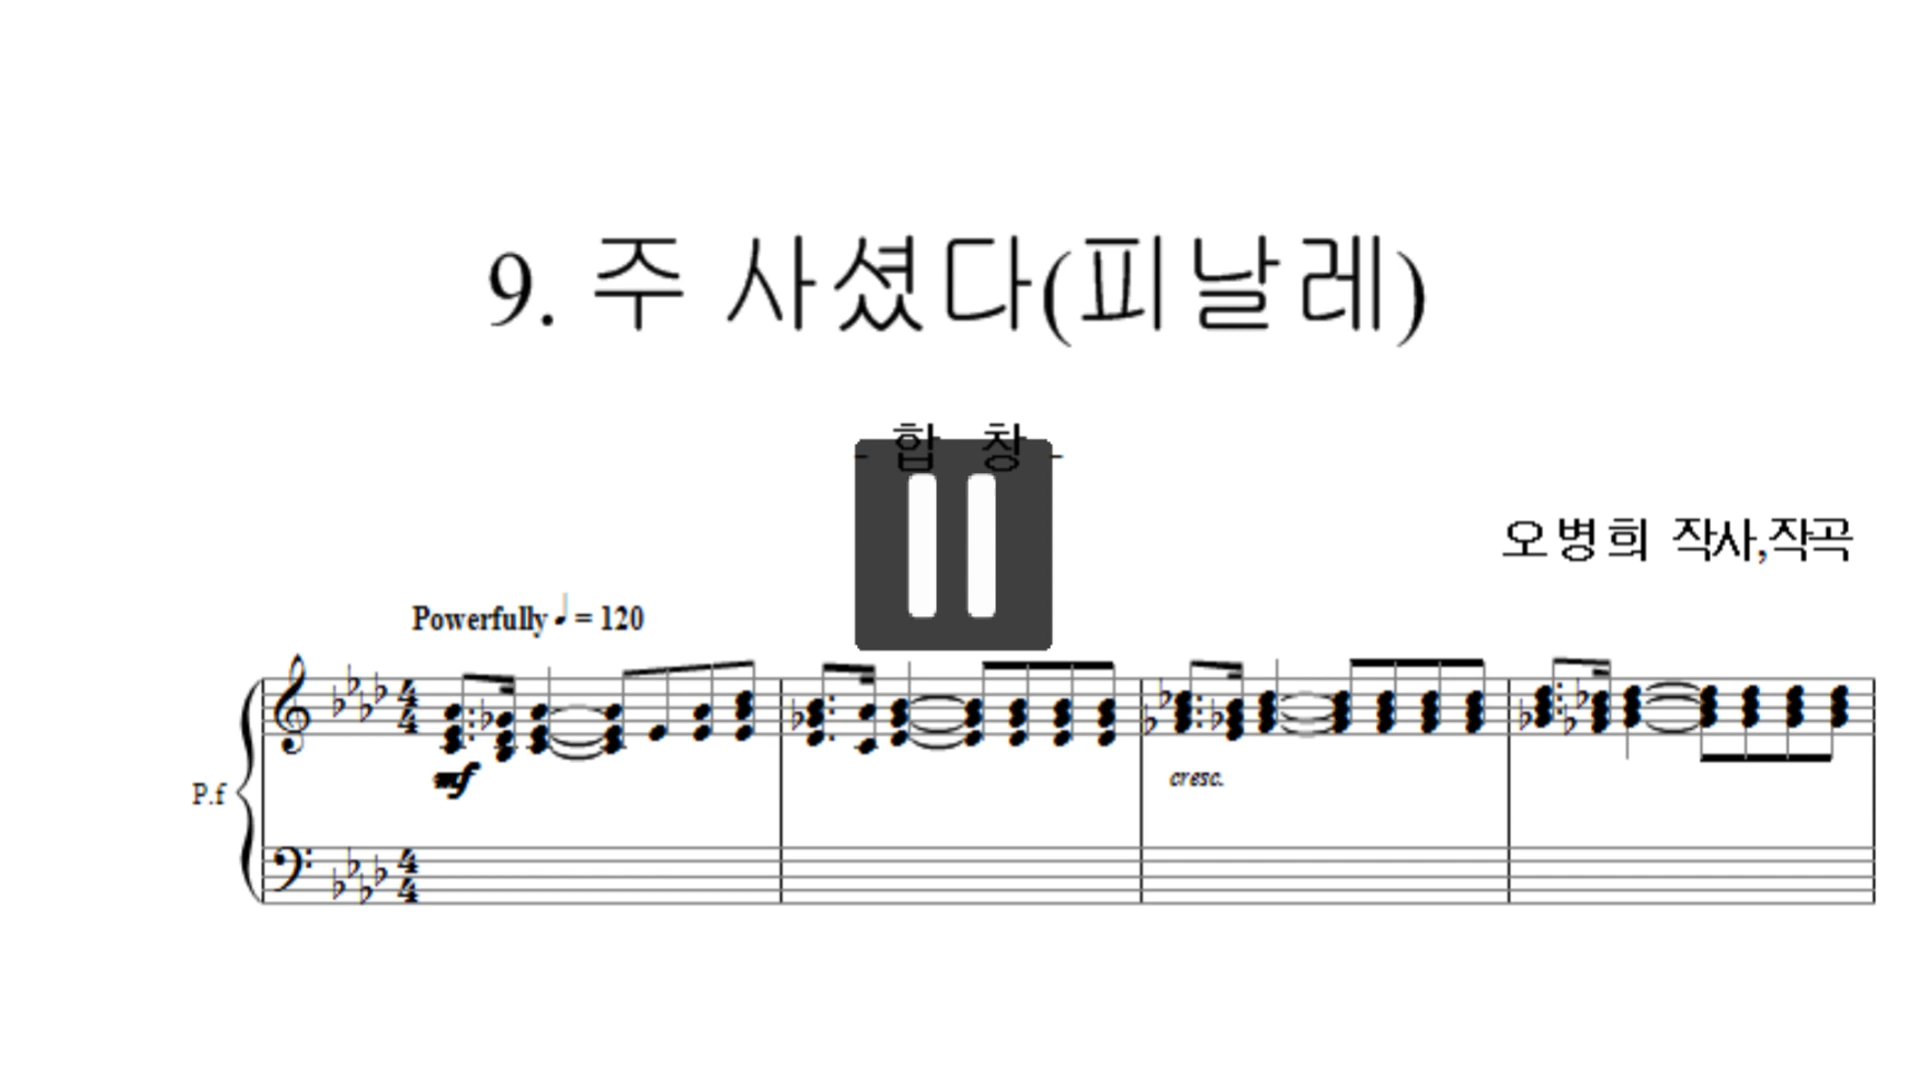 9. 주 사셨다(피날레)
- 합 창 -
오병희 작사,작곡
Powerfully ♩ = 120
mf
cresc.
P.f